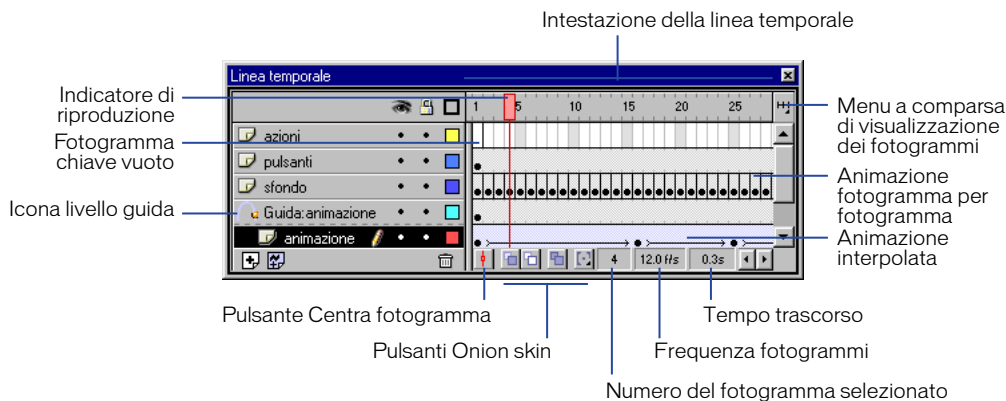 Intestazione della linea temporale
Linea temporale
Indicatore di
riproduzione
1 5 10 15 20 25
Menu a comparsa
di visualizzazione
dei fotogrammi
Fotogramma
chiave vuoto
azioni
pulsanti
Animazione
fotogramma per
fotogramma
sfondo
Icona livello guida
Guida:animazione
Animazione
interpolata
animazione
4 12.0 f/s 0.3s
Pulsante Centra fotogramma
Tempo trascorso
Pulsanti Onion skin
Frequenza fotogrammi
Numero del fotogramma selezionato